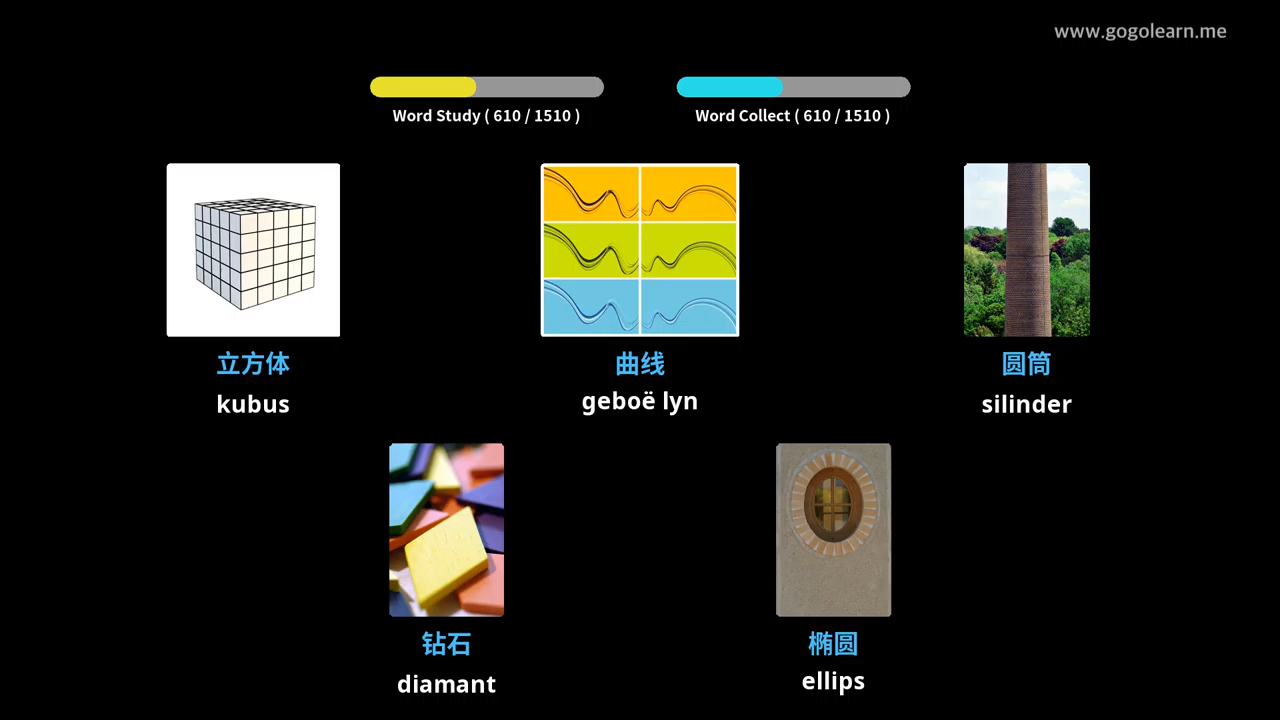 www.gogolearn.me
Word Study ( 610 / 1510 )
Word Collect ( 610 / 1510 )
立方体
曲线
圆筒
kubus
geboë lyn
silinder
钻石
椭圆
diamant
ellips